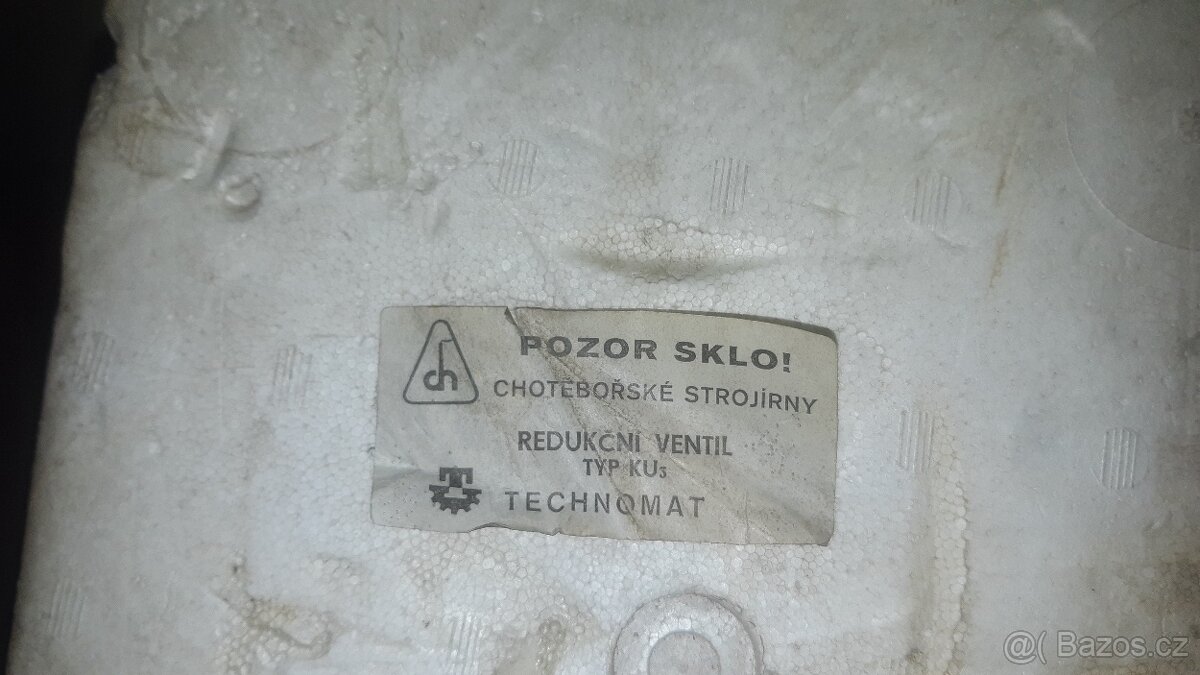 POZOR SKLO!
CHOTĚBOŘSKÉ STROJÍRNY
REDUKČNÍ VENTIL
TYP KU3
TECHNOMAT
@( Bazos.cz